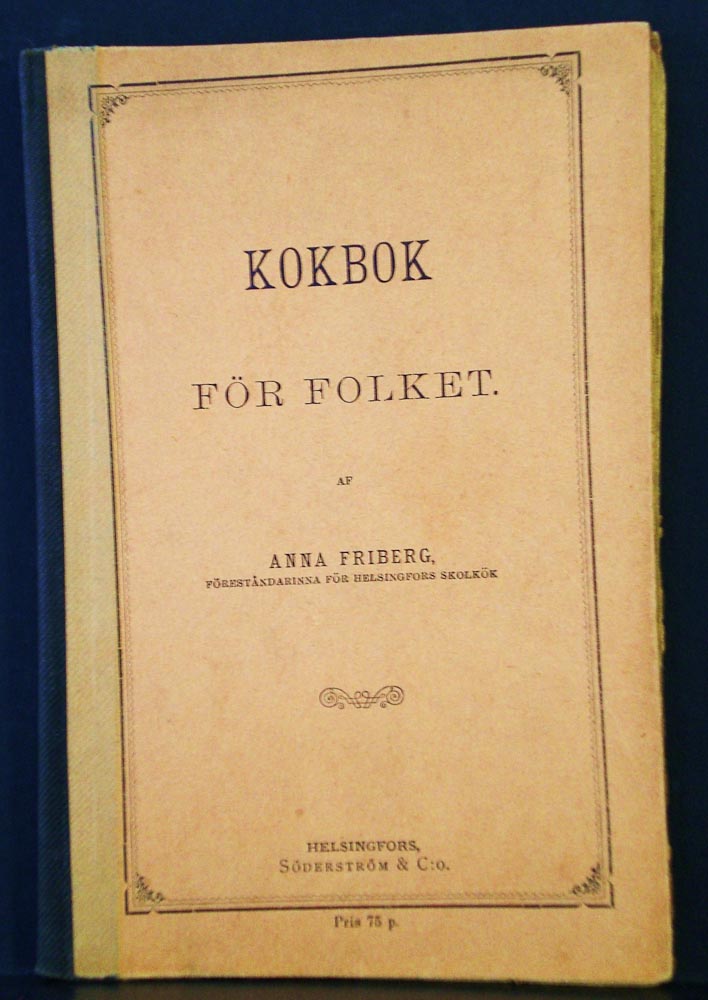 KOKBOK
FÖR FOLKET.
AF
ANNA FRIBERG,
FÖRESTÅNDARINNA FÖR HELSINGFORS SKOLKÖK
HELSINGFORS,
SÖDERSTRÖM & C:O.
Pris 75 p.